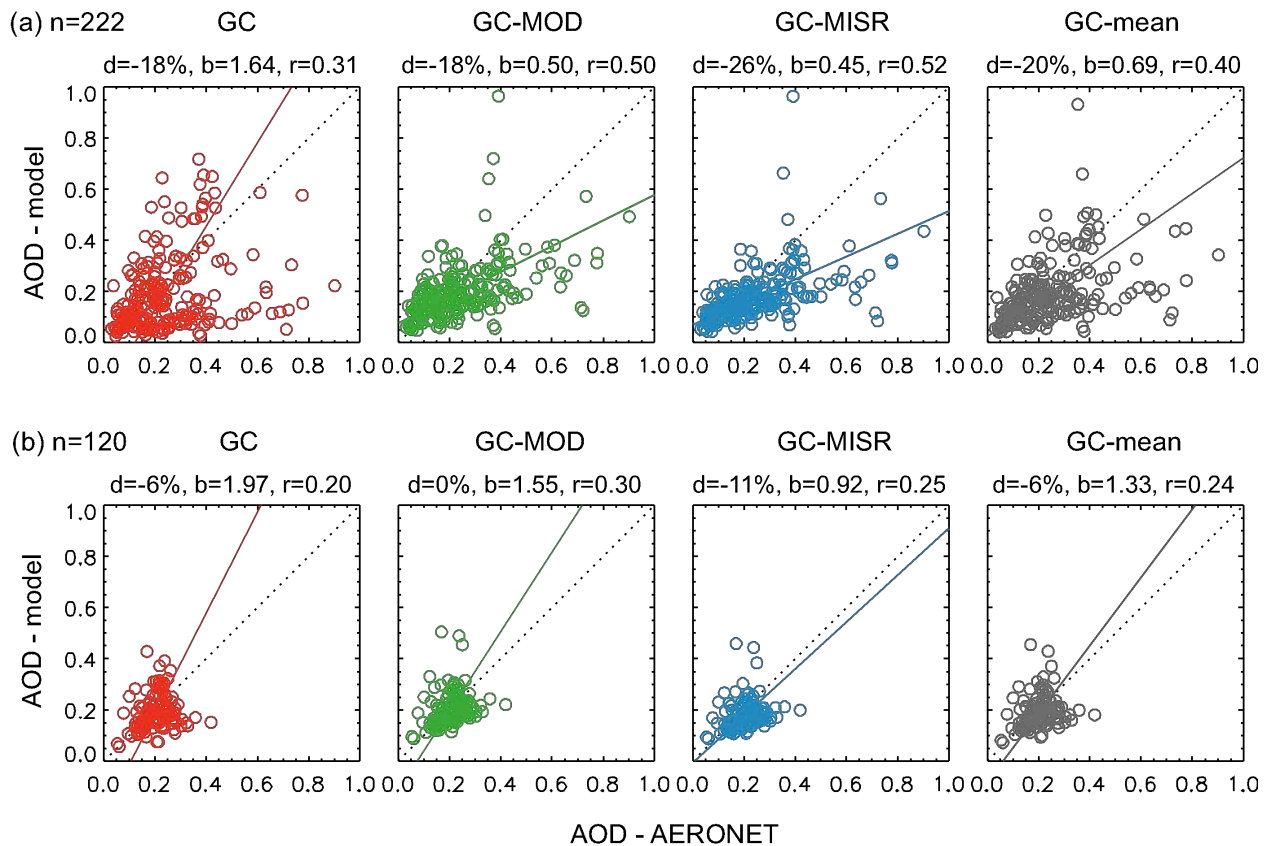 (a) n=222 GC GC-MOD GC-MISR GC-mean
d=-18%, b=1.64, r=0.31 d=-18%, b=0.50, r=0.50 d=-26%, b=0.45, r=0.52 d=-20%, b=0.69, r=0.40
1.0
0.8
0.6
0.4
0.2
0.0
AOD - model
0.0 0.2 0.4 0.6 0.8 1.0 0.0 0.2 0.4 0.6 0.8 1.0 0.0 0.2 0.4 0.6 0.8 1.0 0.0 0.2 0.4 0.6 0.8 1.0
(b) n=120 GC GC-MOD GC-MISR GC-mean
d=-6%, b=1.97, r=0.20 d=0%, b=1.55, r=0.30 d=-11%, b=0.92, r=0.25 d=-6%, b=1.33, r=0.24
1.0
0.8
0.6
0.4
0.2
0.0
AOD - model
0.0 0.2 0.4 0.6 0.8 1.0 0.0 0.2 0.4 0.6 0.8 1.0 0.0 0.2 0.4 0.6 0.8 1.0 0.0 0.2 0.4 0.6 0.8 1.0
AOD - AERONET